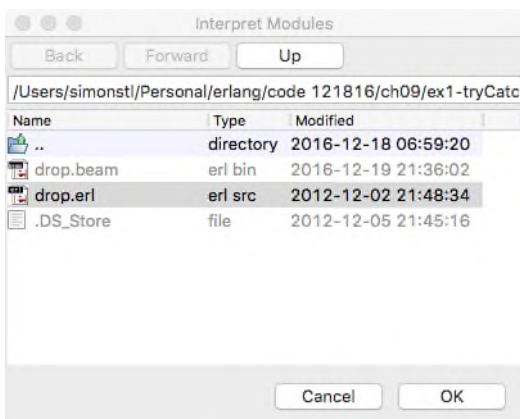 Interpret Modules
Back Forward Up
/Users/simonstl/Personal/erlang/code 121816/ch09/ex1-tryCatc
Name Type Modified
.. directory 2016-12-18 06:59:20
drop.beam erl bin 2016-12-19 21:36:02
drop.erl erl src 2012-12-02 21:48:34
.DS_Store file 2012-12-05 21:45:16
Cancel OK